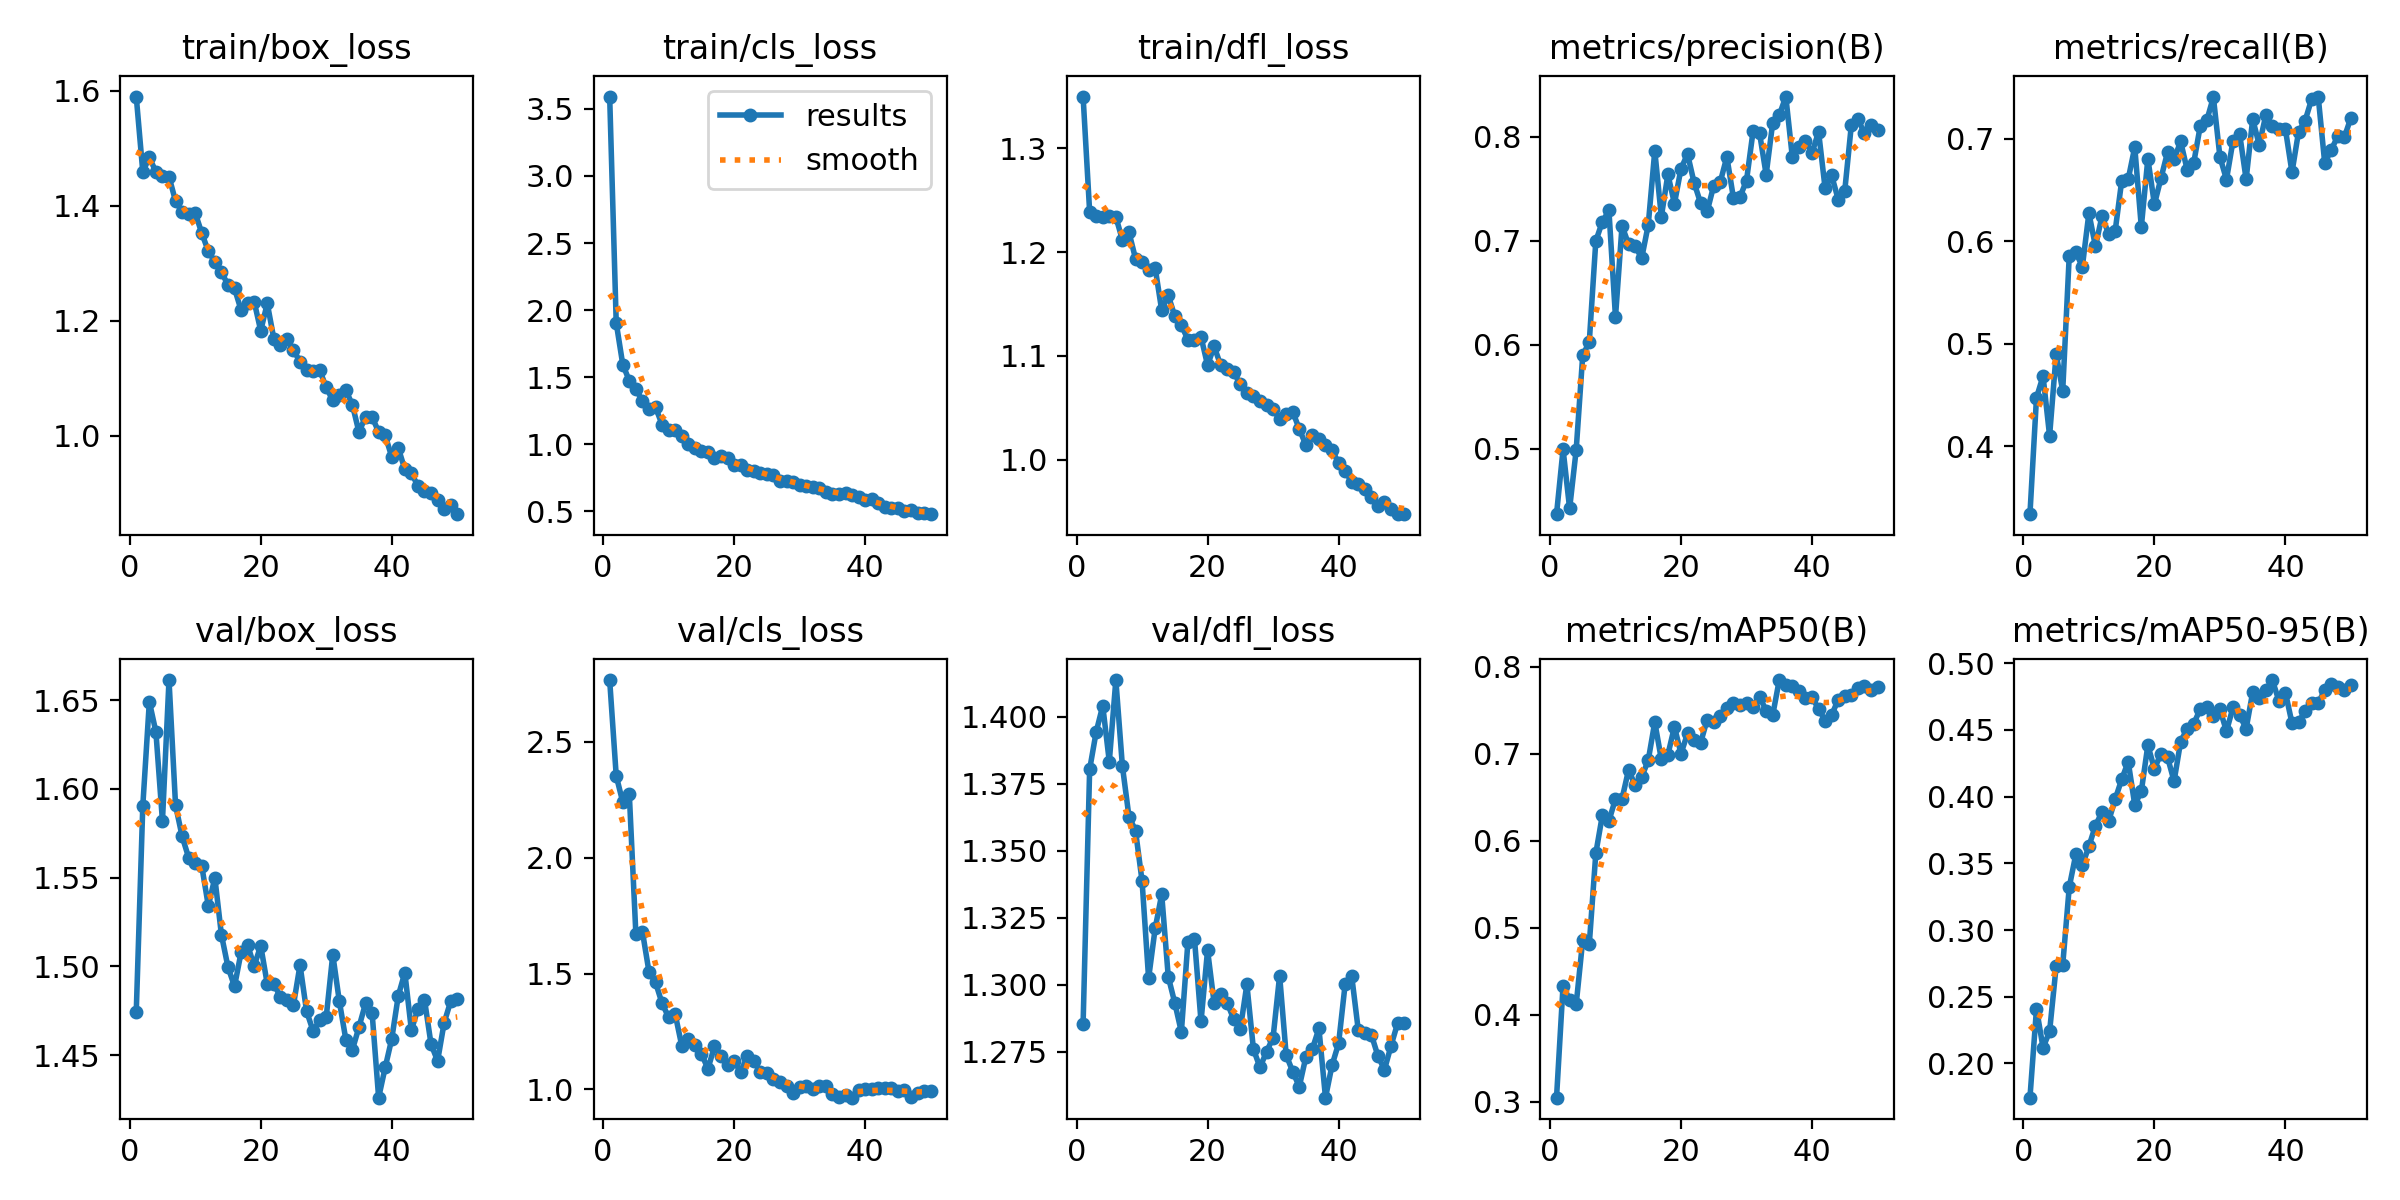 train/box_loss
1.6
1.4
1.2
1.0
0 20 40
train/cls_loss
results
smooth
3.5
3.0
2.5
2.0
1.5
1.0
0.5
0 20 40
train/dfl_loss
1.3
1.2
1.1
1.0
0 20 40
metrics/precision(B)
0.8
0.7
0.6
0.5
0 20 40
metrics/recall(B)
0.7
0.6
0.5
0.4
0 20 40
val/box_loss
1.65
1.60
1.55
1.50
1.45
0 20 40
val/cls_loss
2.5
2.0
1.5
1.0
0 20 40
val/dfl_loss
1.400
1.375
1.350
1.325
1.300
1.275
0 20 40
metrics/mAP50(B)
0.8
0.7
0.6
0.5
0.4
0.3
0 20 40
metrics/mAP50-95(B)
0.50
0.45
0.40
0.35
0.30
0.25
0.20
0 20 40